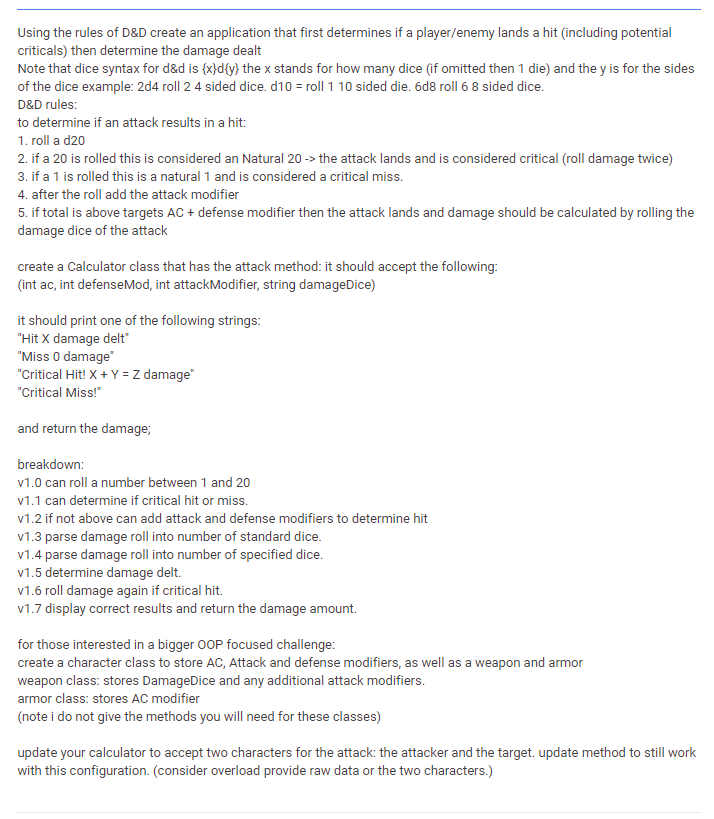 Using the rules of D&D create an application that first determines if a player/enemy lands a hit (including potential
criticals) then determine the damage dealt
Note that dice syntax for d&d is {x}d{y} the x stands for how many dice (if omitted then 1 die) and the y is for the sides
of the dice example: 2d4 roll 2 4 sided dice. d10 = roll 1 10 sided die. 6d8 roll 6 8 sided dice.
D&D rules:
to determine if an attack results in a hit:
1. roll a d20
2. if a 20 is rolled this is considered an Natural 20 -> the attack lands and is considered critical (roll damage twice)
3. if a 1 is rolled this is a natural 1 and is considered a critical miss.
4. after the roll add the attack modifier
5. if total is above targets AC + defense modifier then the attack lands and damage should be calculated by rolling the
damage dice of the attack
create a Calculator class that has the attack method: it should accept the following:
(int ac, int defenseMod, int attackModifier, string damageDice)
it should print one of the following strings:
"Hit X damage delt"
"Miss 0 damage"
"Critical Hit! X + Y = Z damage"
"Critical Miss!"
and return the damage;
breakdown:
v1.0 can roll a number between 1 and 20
v1.1 can determine if critical hit or miss.
v1.2 if not above can add attack and defense modifiers to determine hit
v1.3 parse damage roll into number of standard dice.
v1.4 parse damage roll into number of specified dice.
v1.5 determine damage delt.
v1.6 roll damage again if critical hit.
v1.7 display correct results and return the damage amount.
for those interested in a bigger OOP focused challenge:
create a character class to store AC, Attack and defense modifiers, as well as a weapon and armor
weapon class: stores DamageDice and any additional attack modifiers.
armor class: stores AC modifier
(note i do not give the methods you will need for these classes)
update your calculator to accept two characters for the attack: the attacker and the target. update method to still work
with this configuration. (consider overload provide raw data or the two characters.)